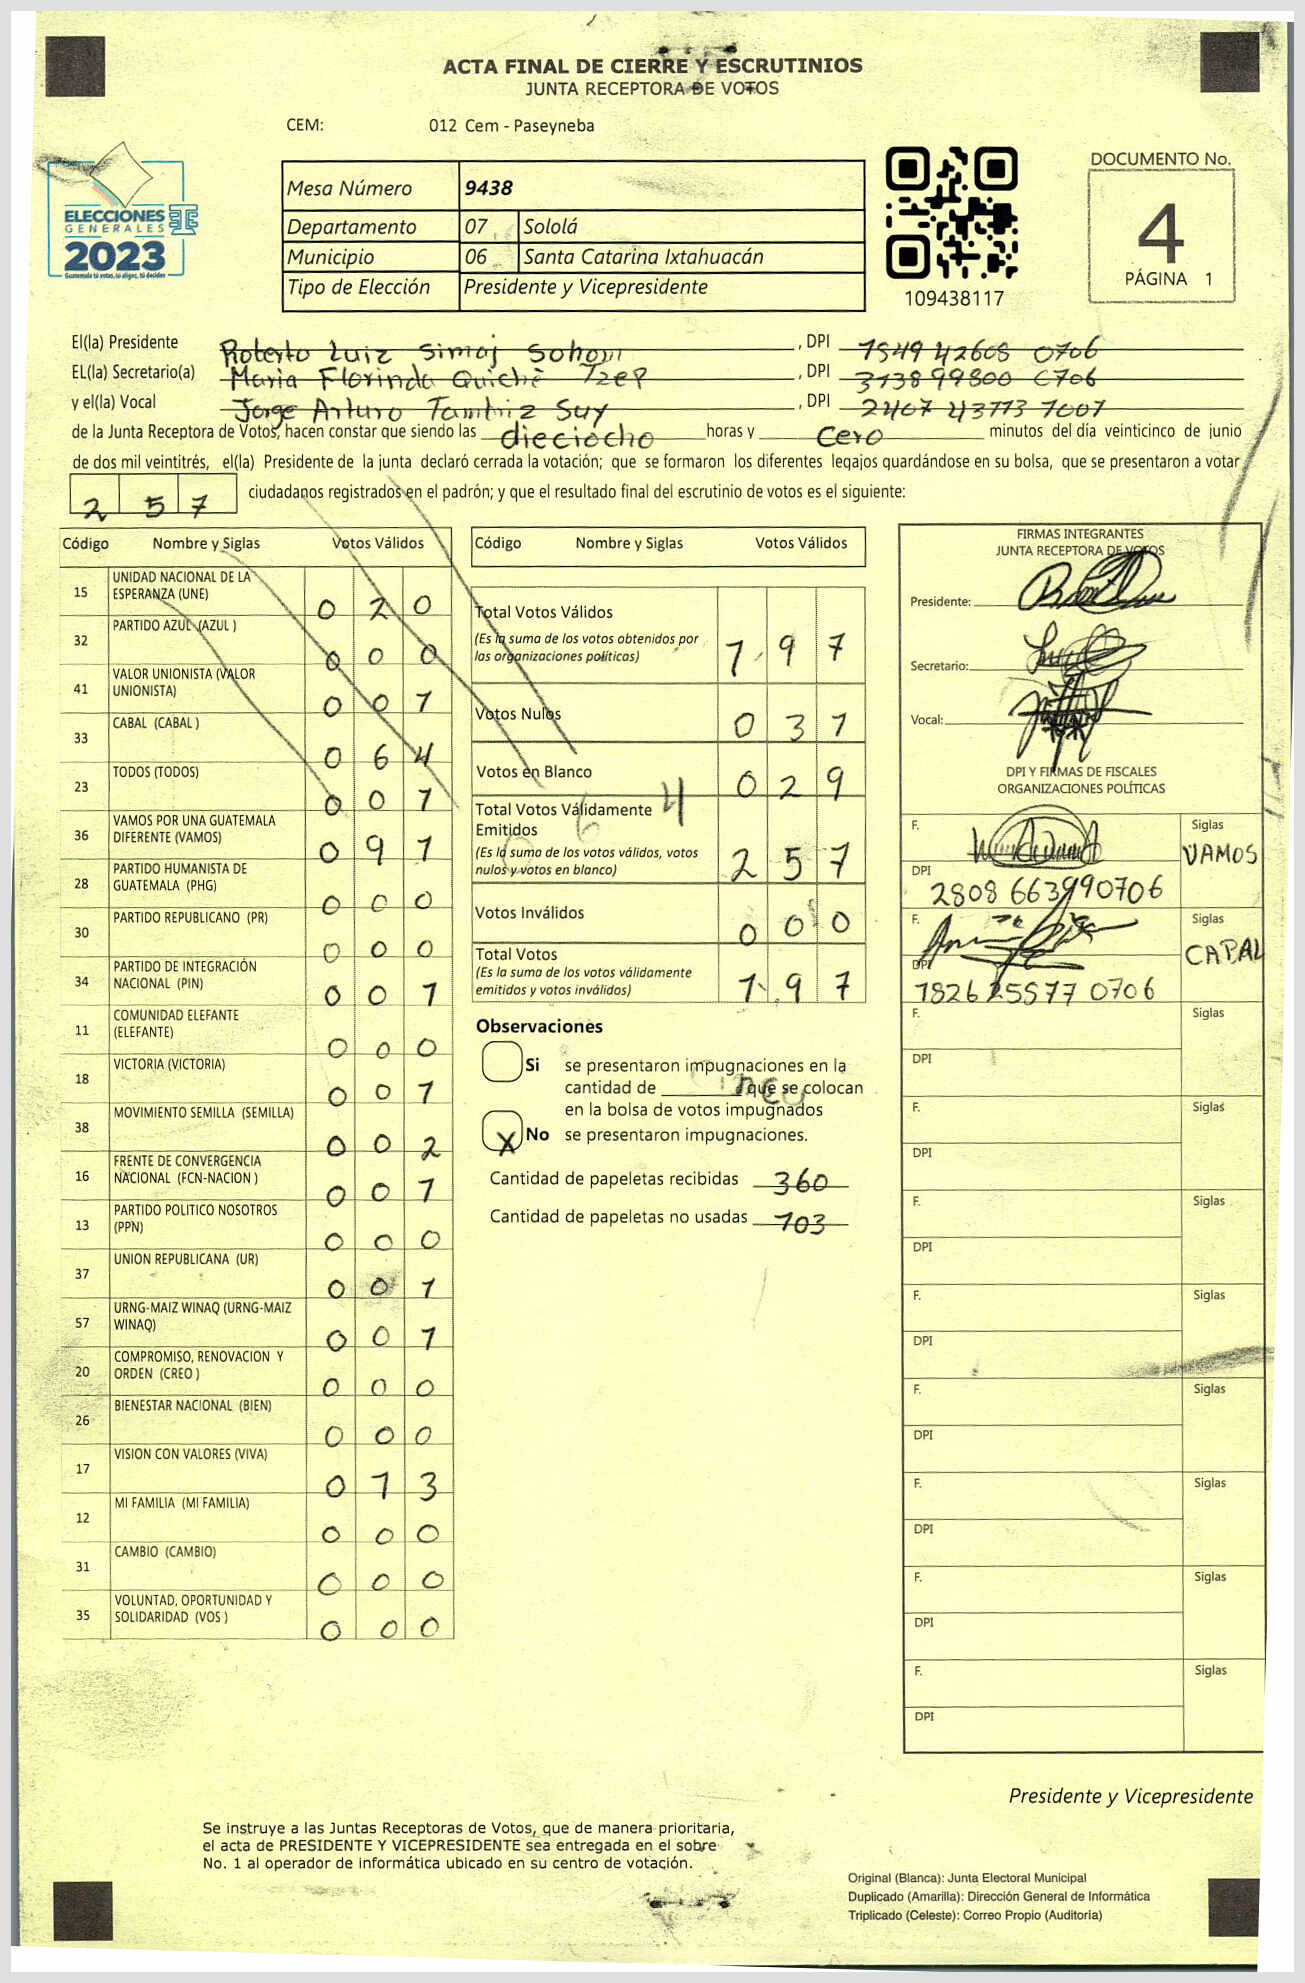 ACTA FINAL DE CIERRE Y ESCRUTINIOS
JUNTA RECEPTORA DE VOTOS
CEM: 012 Cem - Paseyneba
ELECCIONES
GENERALES
2023
Guatemala tú votas, tú eliges, tú decides
Mesa Número 9438
Departamento 07 Sololá
Municipio 06 Santa Catarina Ixtahuacán
Tipo de Elección Presidente y Vicepresidente
109438117
DOCUMENTO No.
4
PÁGINA 1
El(la) Presidente Roberto Luiz Simaj Sohom, DPI 1549 42608 0706
EL(la) Secretario(a) Maria Florinda Quiché Tzep, DPI 3138 99800 0706
y el(la) Vocal Jorge Arturo Tambriz Suy, DPI 2407 43773 7007
de la Junta Receptora de Votos, hacen constar que siendo las dieciocho horas y cero minutos del día veinticinco de junio
de dos mil veintitrés, el(la) Presidente de la junta declaró cerrada la votación; que se formaron los diferentes legajos guardándose en su bolsa, que se presentaron a votar
257 ciudadanos registrados en el padrón; y que el resultado final del escrutinio de votos es el siguiente:
Código Nombre y Siglas Votos Válidos
15 UNIDAD NACIONAL DE LA
ESPERANZA (UNE) 0 2 0
32 PARTIDO AZUL (AZUL ) 0 0 0
41 VALOR UNIONISTA (VALOR
UNIONISTA) 0 0 1
33 CABAL (CABAL ) 0 6 4
23 TODOS (TODOS) 0 0 1
36 VAMOS POR UNA GUATEMALA
DIFERENTE (VAMOS) 0 9 1
28 PARTIDO HUMANISTA DE
GUATEMALA (PHG) 0 0 0
30 PARTIDO REPUBLICANO (PR) 0 0 0
34 PARTIDO DE INTEGRACIÓN
NACIONAL (PIN) 0 0 1
11 COMUNIDAD ELEFANTE
(ELEFANTE) 0 0 0
18 VICTORIA (VICTORIA) 0 0 1
38 MOVIMIENTO SEMILLA (SEMILLA) 0 0 2
16 FRENTE DE CONVERGENCIA
NACIONAL (FCN-NACION ) 0 0 1
13 PARTIDO POLITICO NOSOTROS
(PPN) 0 0 0
37 UNION REPUBLICANA (UR) 0 0 1
57 URNG-MAIZ WINAQ (URNG-MAIZ
WINAQ) 0 0 1
20 COMPROMISO, RENOVACION Y
ORDEN (CREO ) 0 0 0
26 BIENESTAR NACIONAL (BIEN) 0 0 0
17 VISION CON VALORES (VIVA) 0 1 3
12 MI FAMILIA (MI FAMILIA) 0 0 0
31 CAMBIO (CAMBIO) 0 0 0
35 VOLUNTAD, OPORTUNIDAD Y
SOLIDARIDAD (VOS ) 0 0 0
Código Nombre y Siglas Votos Válidos
Total Votos Válidos
(Es la suma de los votos obtenidos por
las organizaciones políticas) 1 9 7
Votos Nulos 0 3 1
Votos en Blanco 0 2 9
Total Votos Válidamente
Emitidos
(Es la suma de los votos válidos, votos
nulos y votos en blanco) 2 5 7
Votos Inválidos 0 0 0
Total Votos
(Es la suma de los votos válidamente
emitidos y votos inválidos) 1 9 7
Observaciones
Si se presentaron impugnaciones en la
cantidad de que se colocan
en la bolsa de votos impugnados
X No se presentaron impugnaciones.
Cantidad de papeletas recibidas 360
Cantidad de papeletas no usadas 103
FIRMAS INTEGRANTES
JUNTA RECEPTORA DE VOTOS
Presidente:
Secretario:
Vocal:
DPI Y FIRMAS DE FISCALES
ORGANIZACIONES POLÍTICAS
F. Siglas
VAMOS
DPI 2808 663990706
F. Siglas
CAPAL
DPI 1826 25577 0706
F. Siglas
DPI
F. Siglas
DPI
F. Siglas
DPI
F. Siglas
DPI
F. Siglas
DPI
F. Siglas
DPI
F. Siglas
DPI
F. Siglas
DPI
Presidente y Vicepresidente
Se instruye a las Juntas Receptoras de Votos, que de manera prioritaria,
el acta de PRESIDENTE Y VICEPRESIDENTE sea entregada en el sobre
No. 1 al operador de informática ubicado en su centro de votación.
Original (Blanca): Junta Electoral Municipal
Duplicado (Amarilla): Dirección General de Informática
Triplicado (Celeste): Correo Propio (Auditoría)